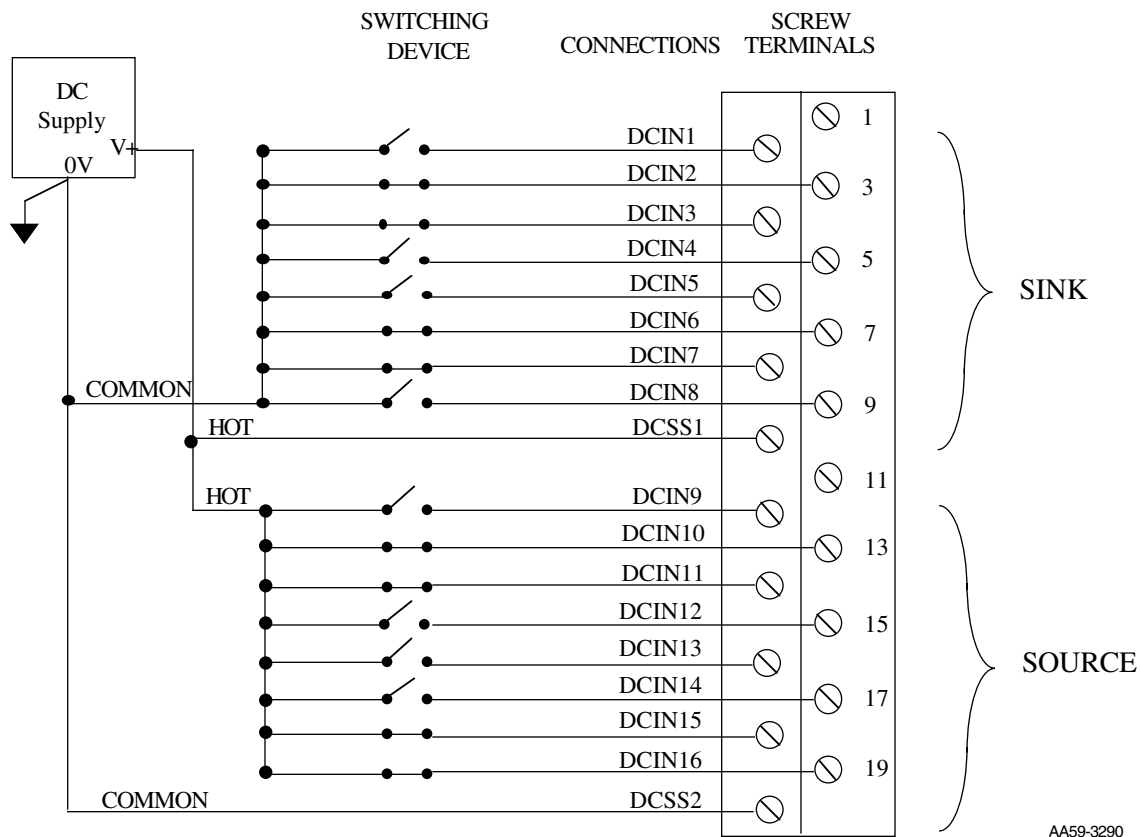 SWITCHING
DEVICE
CONNECTIONS
SCREW
TERMINALS
DC
Supply
V+
0V
DCIN1
1
DCIN2
3
DCIN3
DCIN4
5
DCIN5
DCIN6
7
DCIN7
COMMON
DCIN8
9
HOT
DCSS1
SINK
11
HOT
DCIN9
DCIN10
13
DCIN11
DCIN12
15
DCIN13
DCIN14
17
DCIN15
DCIN16
19
COMMON
DCSS2
SOURCE
AA59-3290